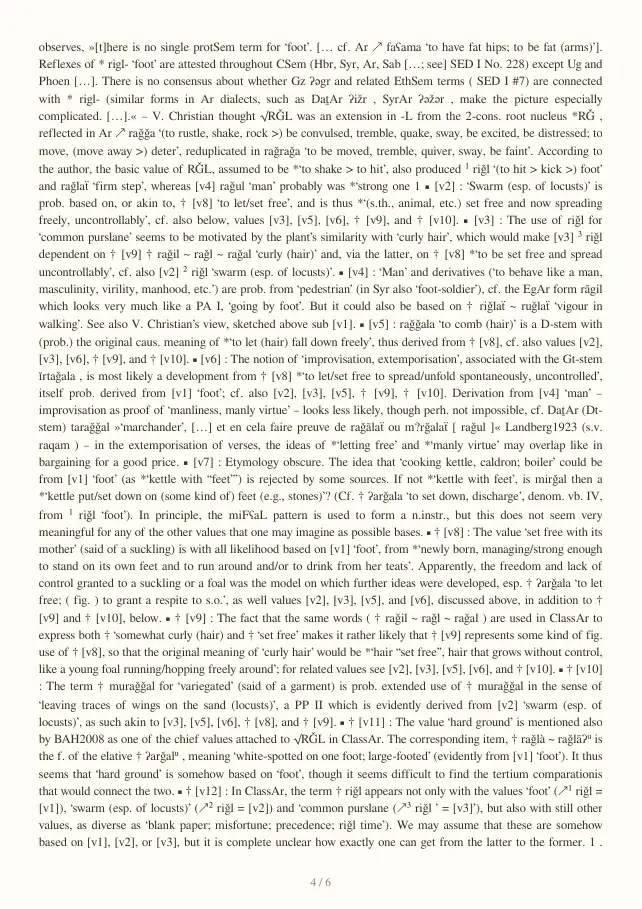 observes, »[t]here is no single protSem term for ‘foot’. [… cf. Ar ↗ faʕama ‘to have fat hips; to be fat (arms)’].
Reflexes of * rigl- ‘foot’ are attested throughout CSem (Hbr, Syr, Ar, Sab […; see] SED I No. 228) except Ug and
Phoen […]. There is no consensus about whether Gz ʔəgr and related EthSem terms ( SED I #7) are connected
with * rigl- (similar forms in Ar dialects, such as DaṯAr ʔižr , SyrAr ʔəžər , make the picture especially
complicated. […].« – V. Christian thought √RǦL was an extension in -L from the 2-cons. root nucleus *RǦ ,
reflected in Ar ↗ raǧǧa ‘(to rustle, shake, rock >) be convulsed, tremble, quake, sway, be excited, be distressed; to
move, (move away >) deter’, reduplicated in raǧraǧa ‘to be moved, tremble, quiver, sway, be faint’. According to
the author, the basic value of RǦL, assumed to be *‘to shake > to hit’, also produced ¹ riǧl ‘(to hit > kick >) foot’
and raǧlaẗ ‘firm step’, whereas [v4] raǧul ‘man’ probably was *‘strong one 1 ▪ [v2] : ‘Swarm (esp. of locusts)’ is
prob. based on, or akin to, † [v8] ‘to let/set free’, and is thus *‘(s.th., animal, etc.) set free and now spreading
freely, uncontrollably’, cf. also below, values [v3], [v5], [v6], † [v9], and † [v10]. ▪ [v3] : The use of riǧl for
‘common purslane’ seems to be motivated by the plant’s similarity with ‘curly hair’, which would make [v3] ³ riǧl
dependent on † [v9] † raǧil ~ raǧl ~ raǧal ‘curly (hair)’ and, via the latter, on † [v8] *‘to be set free and spread
uncontrollably’, cf. also [v2] ² riǧl ‘swarm (esp. of locusts)’. ▪ [v4] : ‘Man’ and derivatives (‘to behave like a man,
masculinity, virility, manhood, etc.’) are prob. from ‘pedestrian’ (in Syr also ‘foot-soldier’), cf. the EgAr form rāgil
which looks very much like a PA I, ‘going by foot’. But it could also be based on † riǧlaẗ ~ ruǧlaẗ ‘vigour in
walking’. See also V. Christian’s view, sketched above sub [v1]. ▪ [v5] : raǧǧala ‘to comb (hair)’ is a D-stem with
(prob.) the original caus. meaning of *‘to let (hair) fall down freely’, thus derived from † [v8], cf. also values [v2],
[v3], [v6], † [v9], and † [v10]. ▪ [v6] : The notion of ‘improvisation, extemporisation’, associated with the Gt-stem
ĭrtaǧala , is most likely a development from † [v8] *‘to let/set free to spread/unfold spontaneously, uncontrolled’,
itself prob. derived from [v1] ‘foot’; cf. also [v2], [v3], [v5], † [v9], † [v10]. Derivation from [v4] ‘man’ –
improvisation as proof of ‘manliness, manly virtue’ – looks less likely, though perh. not impossible, cf. DaṯAr (Dt-
stem) taraǧǧal »‘marchander’, […] et en cela faire preuve de raǧālaẗ ou m?rǧalaẗ [ raǧul ]« Landberg1923 (s.v.
raqam ) – in the extemporisation of verses, the ideas of *‘letting free’ and *‘manly virtue’ may overlap like in
bargaining for a good price. ▪ [v7] : Etymology obscure. The idea that ‘cooking kettle, caldron; boiler’ could be
from [v1] ‘foot’ (as *‘kettle with “feet”’) is rejected by some sources. If not *‘kettle with feet’, is mirǧal then a
*‘kettle put/set down on (some kind of) feet (e.g., stones)’? (Cf. † ʔarǧala ‘to set down, discharge’, denom. vb. IV,
from ¹ riǧl ‘foot’). In principle, the miFʕaL pattern is used to form a n.instr., but this does not seem very
meaningful for any of the other values that one may imagine as possible bases. ▪ † [v8] : The value ‘set free with its
mother’ (said of a suckling) is with all likelihood based on [v1] ‘foot’, from *‘newly born, managing/strong enough
to stand on its own feet and to run around and/or to drink from her teats’. Apparently, the freedom and lack of
control granted to a suckling or a foal was the model on which further ideas were developed, esp. † ʔarǧala ‘to let
free; ( fig. ) to grant a respite to s.o.’, as well values [v2], [v3], [v5], and [v6], discussed above, in addition to †
[v9] and † [v10], below. ▪ † [v9] : The fact that the same words ( † raǧil ~ raǧl ~ raǧal ) are used in ClassAr to
express both † ‘somewhat curly (hair) and † ‘set free’ makes it rather likely that † [v9] represents some kind of fig.
use of † [v8], so that the original meaning of ‘curly hair’ would be *‘hair “set free”, hair that grows without control,
like a young foal running/hopping freely around’; for related values see [v2], [v3], [v5], [v6], and † [v10]. ▪ † [v10]
: The term † muraǧǧal for ‘variegated’ (said of a garment) is prob. extended use of † muraǧǧal in the sense of
‘leaving traces of wings on the sand (locusts)’, a PP II which is evidently derived from [v2] ‘swarm (esp. of
locusts)’, as such akin to [v3], [v5], [v6], † [v8], and † [v9]. ▪ † [v11] : The value ‘hard ground’ is mentioned also
by BAH2008 as one of the chief values attached to √RǦL in ClassAr. The corresponding item, † raǧlà ~ raǧlāʔᵘ is
the f. of the elative † ʔarǧalᵘ , meaning ‘white-spotted on one foot; large-footed’ (evidently from [v1] ‘foot’). It thus
seems that ‘hard ground’ is somehow based on ‘foot’, though it seems difficult to find the tertium comparationis
that would connect the two. ▪ † [v12] : In ClassAr, the term † riǧl appears not only with the values ‘foot’ (↗¹ riǧl =
[v1]), ‘swarm (esp. of locusts)’ (↗² riǧl = [v2]) and ‘common purslane (↗³ riǧl ’ = [v3]’), but also with still other
values, as diverse as ‘blank paper; misfortune; precedence; riǧl time’). We may assume that these are somehow
based on [v1], [v2], or [v3], but it is complete unclear how exactly one can get from the latter to the former. 1 .
4 / 6